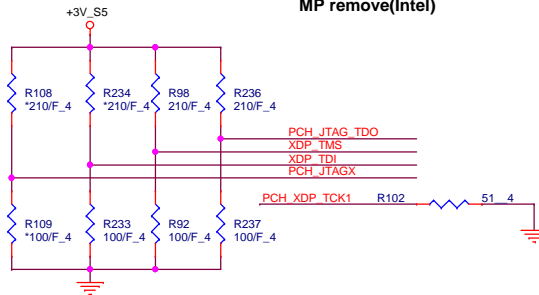 MP remove(Intel)
+3V_S5
R108
*210/F_4
R234
*210/F_4
R98
210/F_4
R236
210/F_4
PCH_JTAG_TDO
XDP_TMS
XDP_TDI
PCH_JTAGX
PCH_XDP_TCK1
R102
51__4
R109
*100/F_4
R233
100/F_4
R92
100/F_4
R237
100/F_4